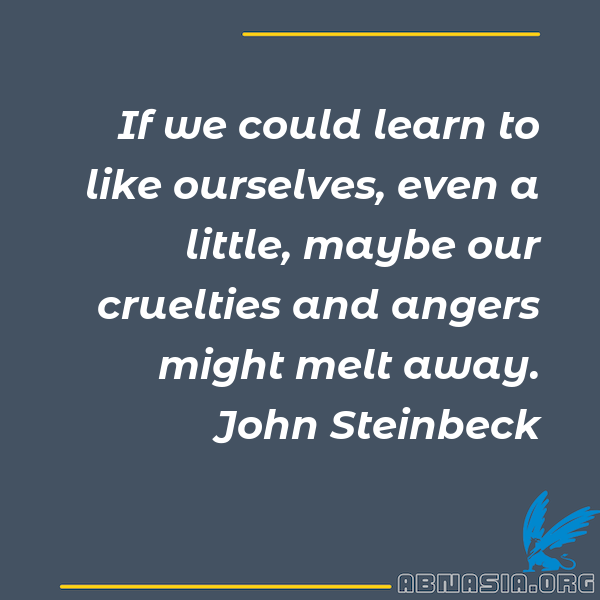 If we could learn to
like ourselves, even a
little, maybe our
cruelties and angers
might melt away.
John Steinbeck
ABNASIA.ORG